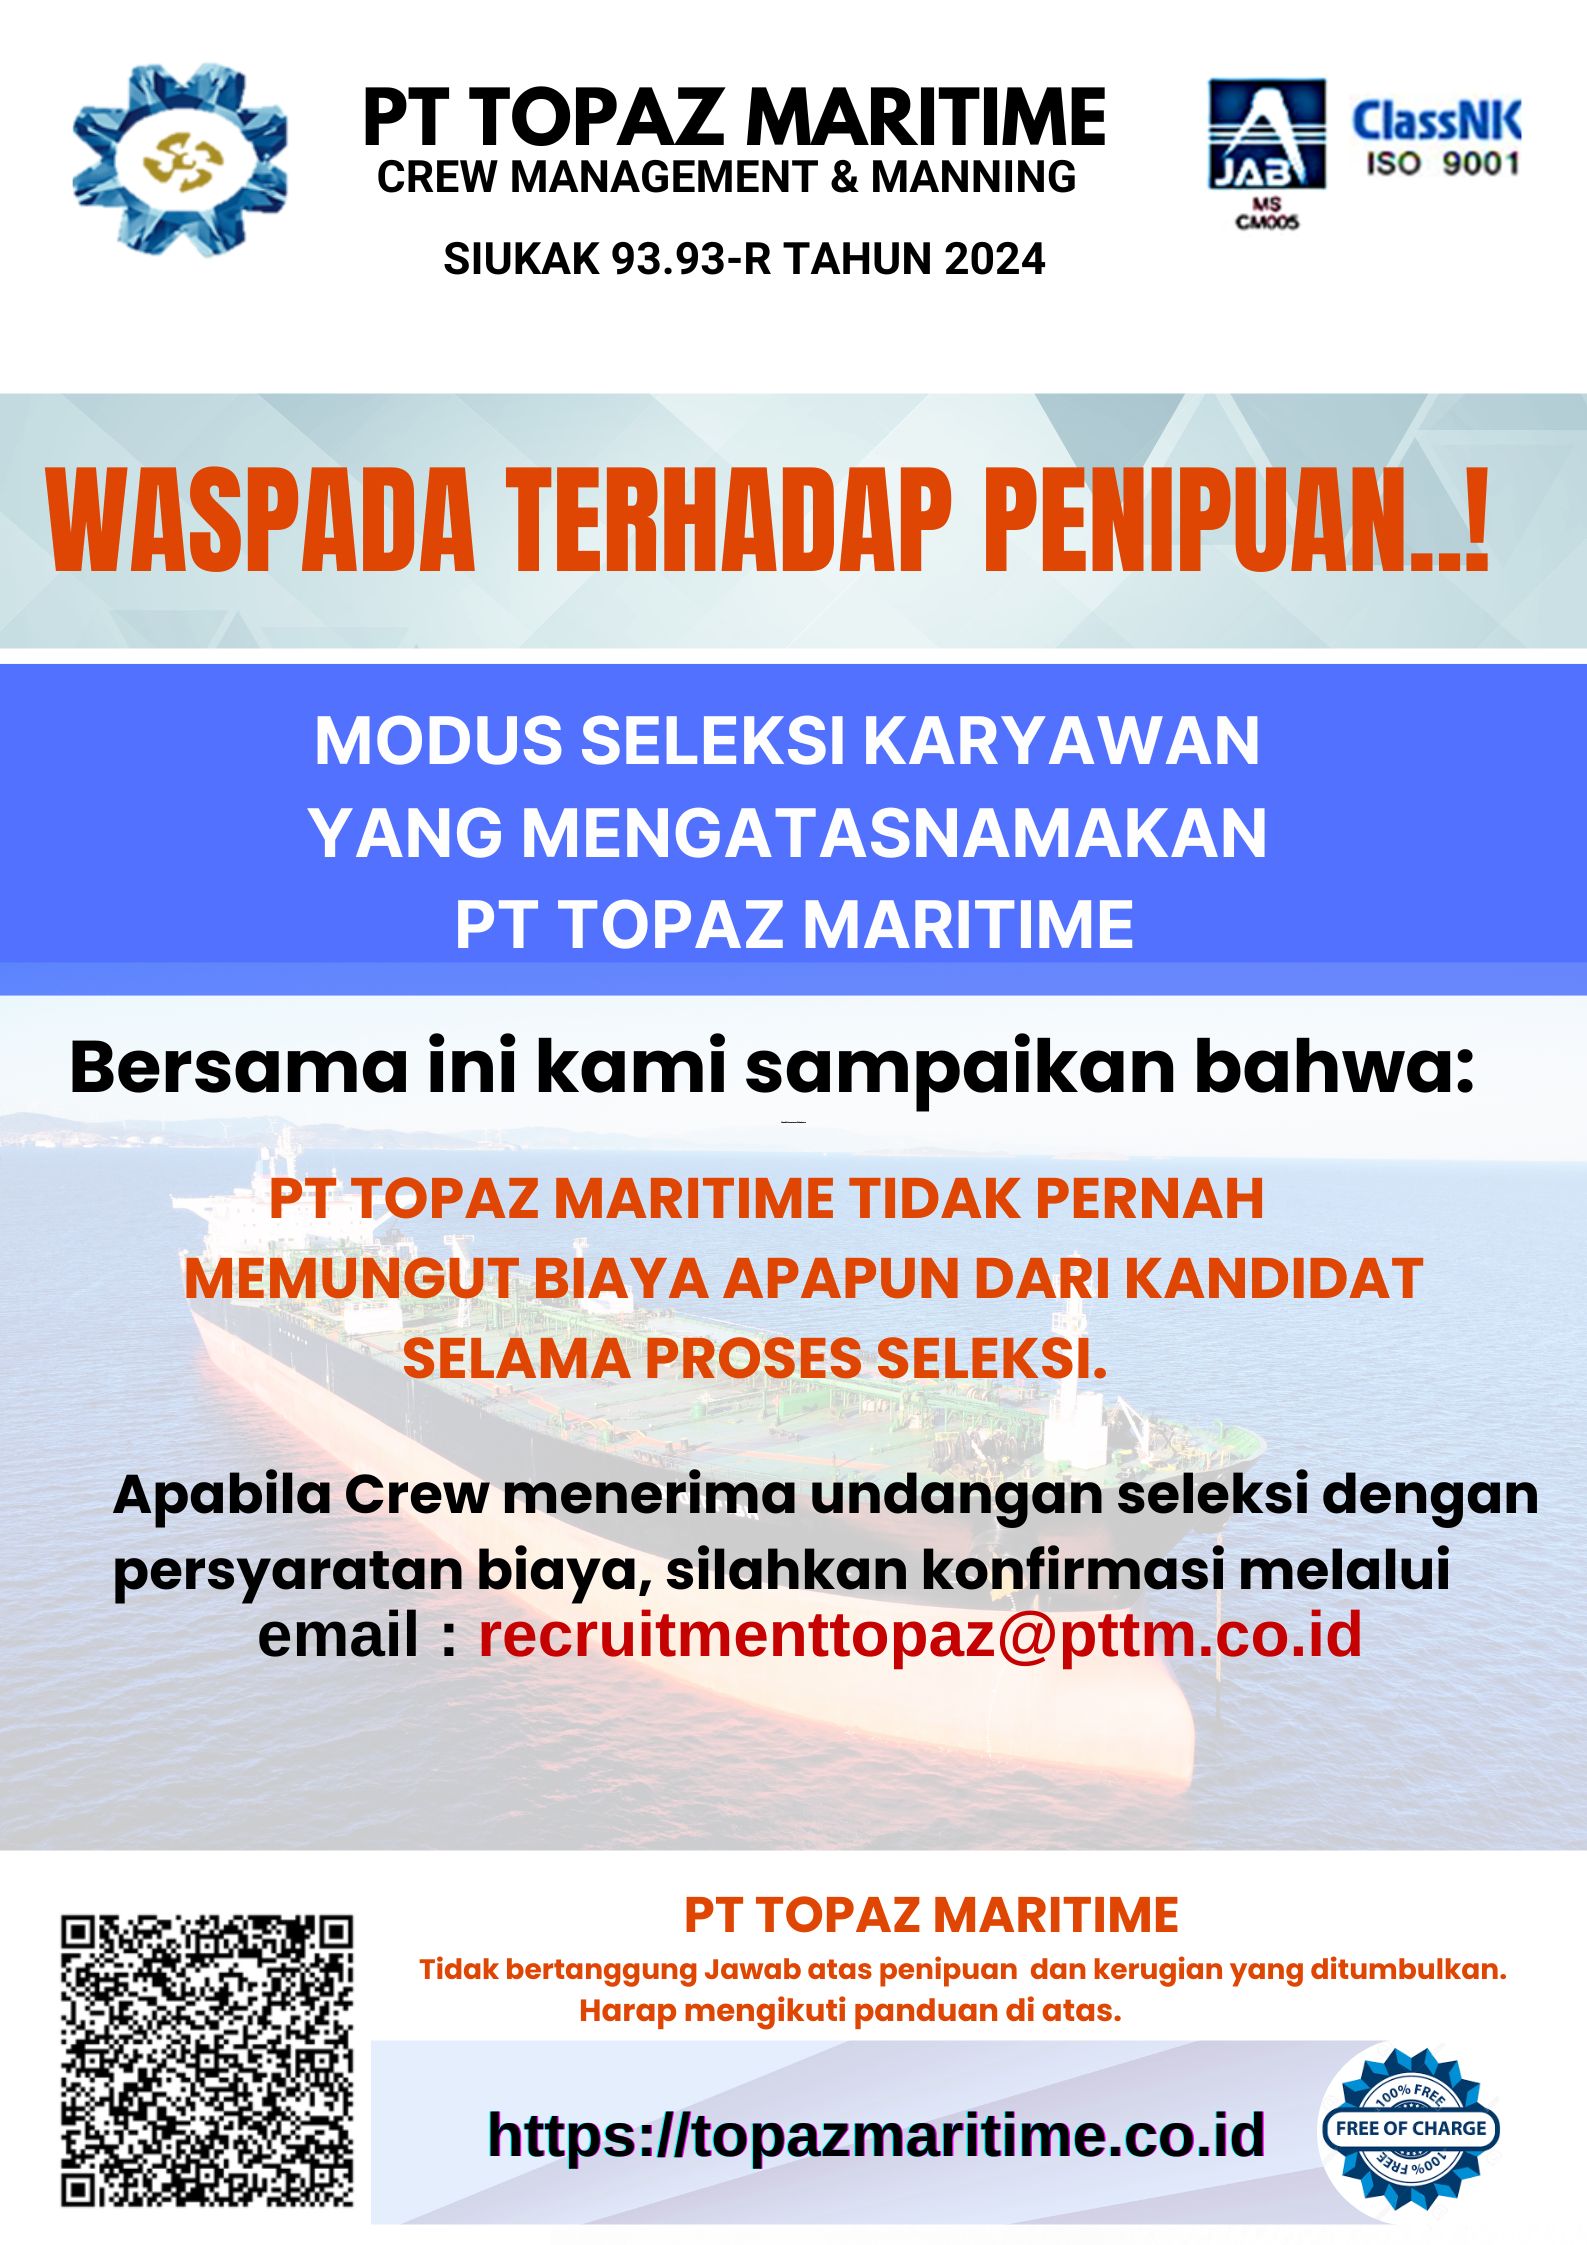 PT TOPAZ MARITIME
CREW MANAGEMENT & MANNING
SIUKAK 93.93-R TAHUN 2024
JAB
MS
CM005
ClassNK
ISO 9001
WASPADA TERHADAP PENIPUAN..!
MODUS SELEKSI KARYAWAN
YANG MENGATASNAMAKAN
PT TOPAZ MARITIME
Bersama ini kami sampaikan bahwa:
PT TOPAZ MARITIME TIDAK PERNAH
MEMUNGUT BIAYA APAPUN DARI KANDIDAT
SELAMA PROSES SELEKSI.
Apabila Crew menerima undangan seleksi dengan
persyaratan biaya, silahkan konfirmasi melalui
email : recruitmenttopaz@pttm.co.id
PT TOPAZ MARITIME
Tidak bertanggung Jawab atas penipuan dan kerugian yang ditumbulkan.
Harap mengikuti panduan di atas.
https://topazmaritime.co.id
100% FREE
FREE OF CHARGE
100% FREE